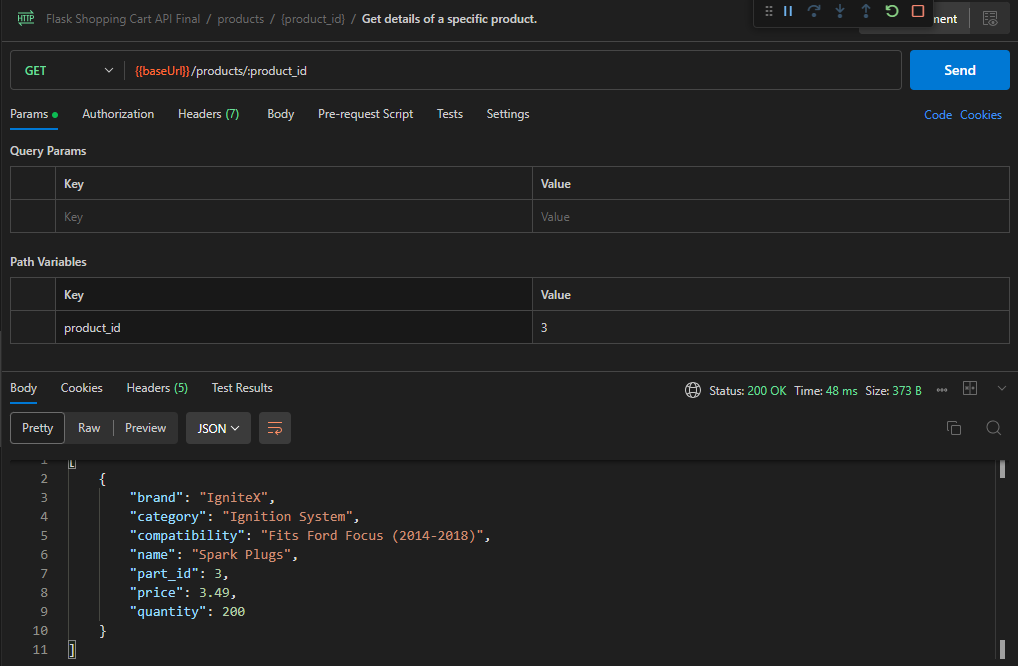 HTTP Flask Shopping Cart API Final / products / {product_id} / Get details of a specific product.
GET {{baseUrl}}/products/:product_id Send
Params Authorization Headers (7) Body Pre-request Script Tests Settings Code Cookies
Query Params
Key Value
Key Value
Path Variables
Key Value
product_id 3
Body Cookies Headers (5) Test Results Status: 200 OK Time: 48 ms Size: 373 B
Pretty Raw Preview JSON
1 [
2 {
3 "brand": "IgniteX",
4 "category": "Ignition System",
5 "compatibility": "Fits Ford Focus (2014-2018)",
6 "name": "Spark Plugs",
7 "part_id": 3,
8 "price": 3.49,
9 "quantity": 200
10 }
11 ]